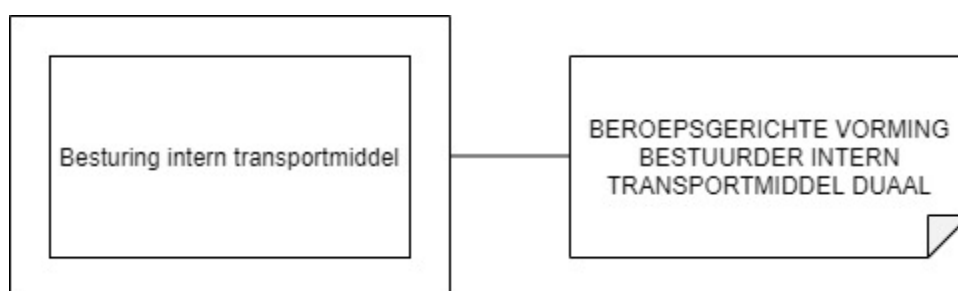 Besturing intern transportmiddel
BEROEPSGERICHTE VORMING
BESTUURDER INTERN
TRANSPORTMIDDEL DUAAL